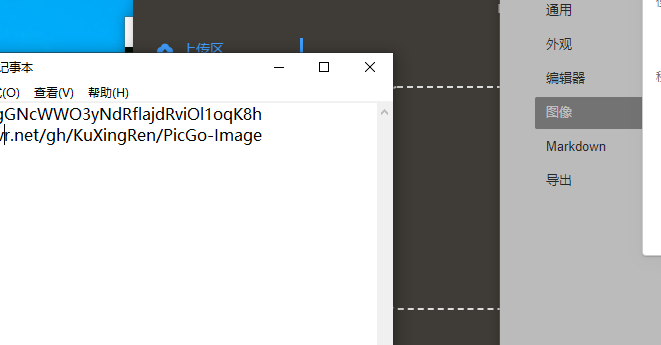 上传区
记事本
(O) 查看(V) 帮助(H)
gGNcWWO3yNdRflajdRviOl1oqK8h
vr.net/gh/KuXingRen/PicGo-Image
通用
外观
编辑器
图像
Markdown
导出